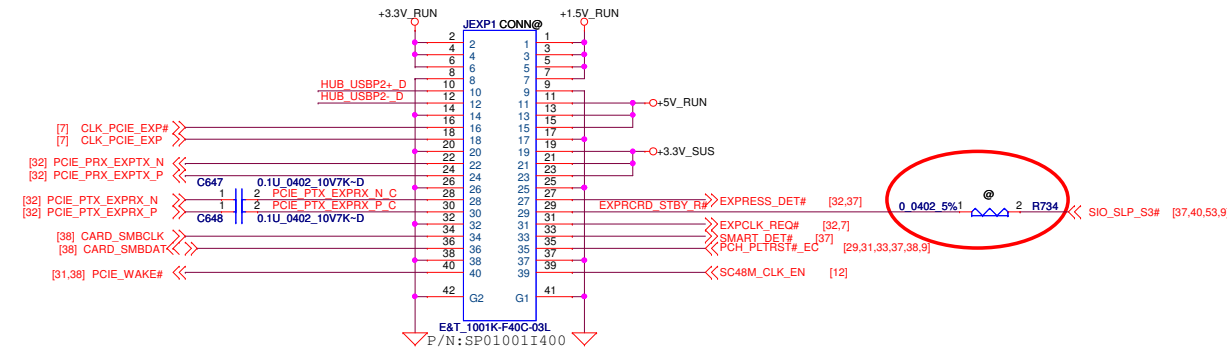 +3.3V_RUN
+1.5V_RUN
JEXP1 CONN@
2 2 1 1
4 4 3 3
6 6 5 5
8 8 7 7
HUB_USBP2+_D 10 10 9 9
HUB_USBP2-_D 12 12 11 11 +5V_RUN
14 14 13 13
[7] CLK_PCIE_EXP# 16 16 15 15
[7] CLK_PCIE_EXP 18 18 17 17
20 20 19 19 +3.3V_SUS
[32] PCIE_PRX_EXPTX_N 22 22 21 21
[32] PCIE_PRX_EXPTX_P 24 24 23 23
C647 0.1U_0402_10V7K~D 26 26 25 25
[32] PCIE_PTX_EXPRX_N 1 2 PCIE_PTX_EXPRX_N_C 28 28 27 27 EXPRESS_DET# [32,37]
[32] PCIE_PTX_EXPRX_P 1 2 PCIE_PTX_EXPRX_P_C 30 30 29 29 EXPRCRD_STBY_R# 0_0402_5% 1 @ 2 R734 SIO_SLP_S3# [37,40,53,9]
C648 0.1U_0402_10V7K~D 32 32 31 31 EXPCLK_REQ# [32,7]
[38] CARD_SMBCLK 34 34 33 33 SMART_DET# [37]
[38] CARD_SMBDAT 36 36 35 35 PCH_PLTRST#_EC [29,31,33,37,38,9]
38 38 37 37
[31,38] PCIE_WAKE# 40 40 39 39 SC48M_CLK_EN [12]
42 G2 G1 41
E&T_1001K-F40C-03L
P/N:SP01001I400